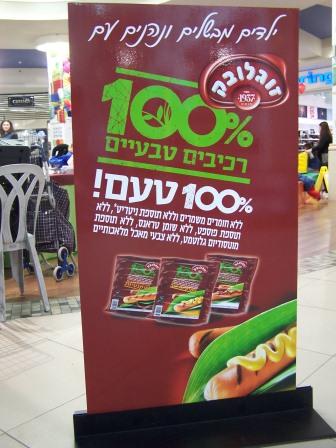 ילדים מבשלים ונהנים עם
זוגלובק
1937
100%
רכיבים טבעיים
100% טעם!
ללא חומרים משמרים וללא תוספת ניטריט*, ללא
תוספת פוספט, ללא שומן טראנס, ללא תוספת
מונוסודיום גלוטמט, ללא צבעי מאכל מלאכותיים